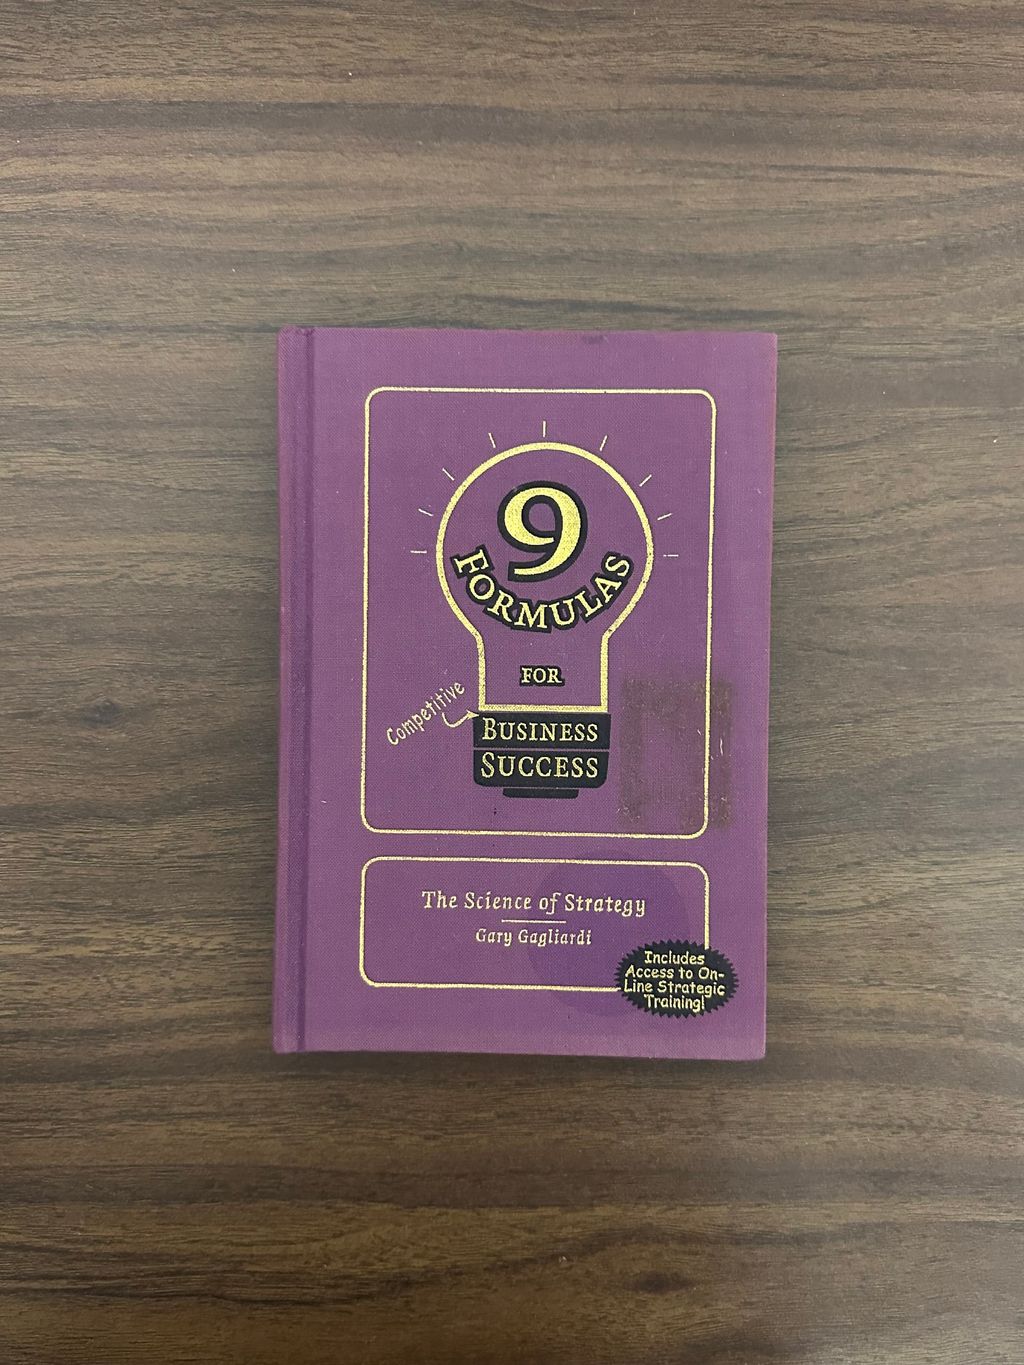 9
FORMULAS
FOR
Competitive
BUSINESS
SUCCESS
The Science of Strategy
Gary Gagliardi
Includes
Access to On-
Line Strategic
Training!